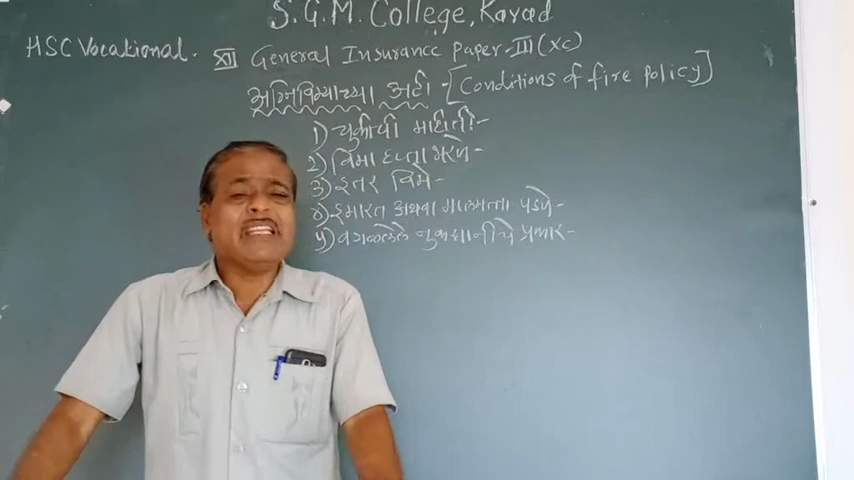 S.G.M. College, Karad
HSC Vocational. XII General Insurance Paper-III (XC)
अग्निविम्याच्या अटी - [Conditions of fire Policy]
१) चुकीची माहिती:-
२) विमा हप्ता भरणे -
३) इतर विमे -
४) इमारत अथवा मालमत्ता पडणे -
५) वगळलेले नुकसानीचे प्रकार -